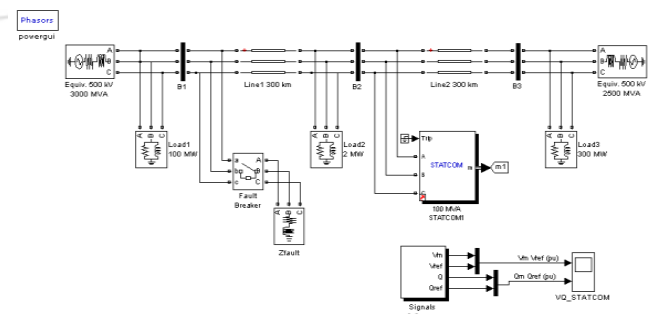 Phasors
powergui
A
B
C
Equiv. 500 kV
3000 MVA
B1
Line1 300 km
B2
Line2 300 km
B3
A
B
C
Equiv. 500 kV
2500 MVA
A B C
Load1
100 MW
A B C
Load2
2 MW
A B C
Load3
300 MW
a A
b B
c C
Fault
Breaker
A B C
Zfault
Trip
A
B
C
STATCOM
m
m1
100 MVA
STATCOM1
Vm
Vref
Q
Qref
Signals
Vm Vref (pu)
Qm Qref (pu)
VQ_STATCOM